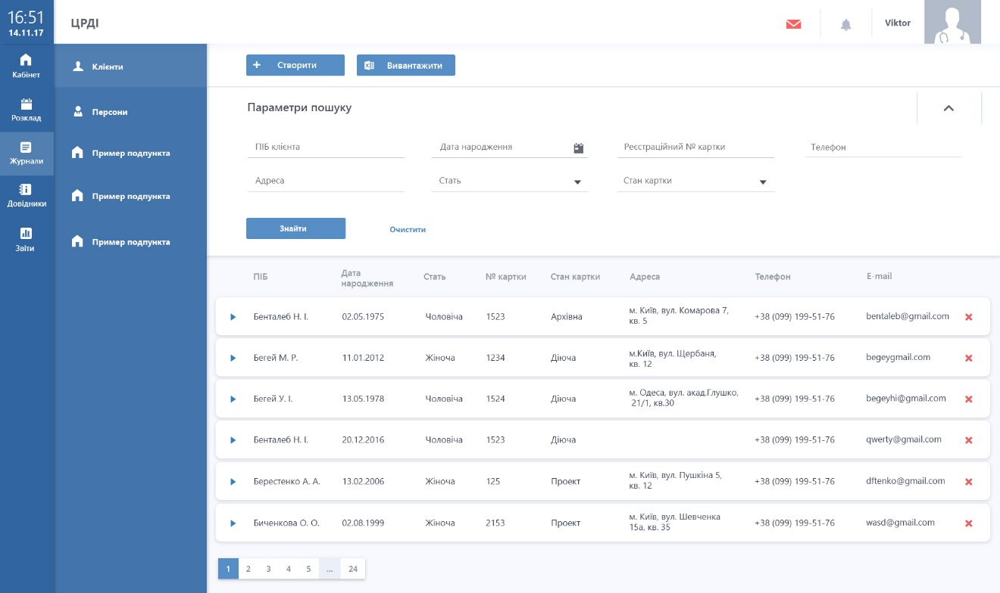 16:51
14.11.17
ЦРДІ
Viktor
Кабінет
Розклад
Журнали
Довідники
Звіти
Клієнти
Персони
Пример подпункта
Пример подпункта
Пример подпункта
Створити
Вивантажити
Параметри пошуку
ПІБ клієнта
Дата народження
Реєстраційний № картки
Телефон
Адреса
Стать
Стан картки
Знайти
Очистити
ПІБ
Дата
народження
Стать
№ картки
Стан картки
Адреса
Телефон
E-mail
Бенталеб Н. І.
02.05.1975
Чоловіча
1523
Архівна
м. Київ, вул. Комарова 7,
кв. 5
+38 (099) 199-51-76
bentaleb@gmail.com
Бегей М. Р.
11.01.2012
Жіноча
1234
Діюча
м.Київ, вул. Щербаня,
кв. 12
+38 (099) 199-51-76
begeygmail.com
Бегей У. І.
13.05.1978
Чоловіча
1524
Діюча
м. Одеса, вул. акад.Глушко,
21/1, кв.30
+38 (099) 199-51-76
begeyhi@gmail.com
Бенталеб Н. І.
20.12.2016
Чоловіча
1523
Діюча
+38 (099) 199-51-76
qwerty@gmail.com
Берестенко А. А.
13.02.2006
Жіноча
125
Проект
м. Київ, вул. Пушкіна 5,
кв. 12
+38 (099) 199-51-76
dftenko@gmail.com
Биченкова О. О.
02.08.1999
Жіноча
2153
Проект
м. Київ, вул. Шевченка
15а, кв. 35
+38 (099) 199-51-76
wasd@gmail.com
1 2 3 4 5 ... 24